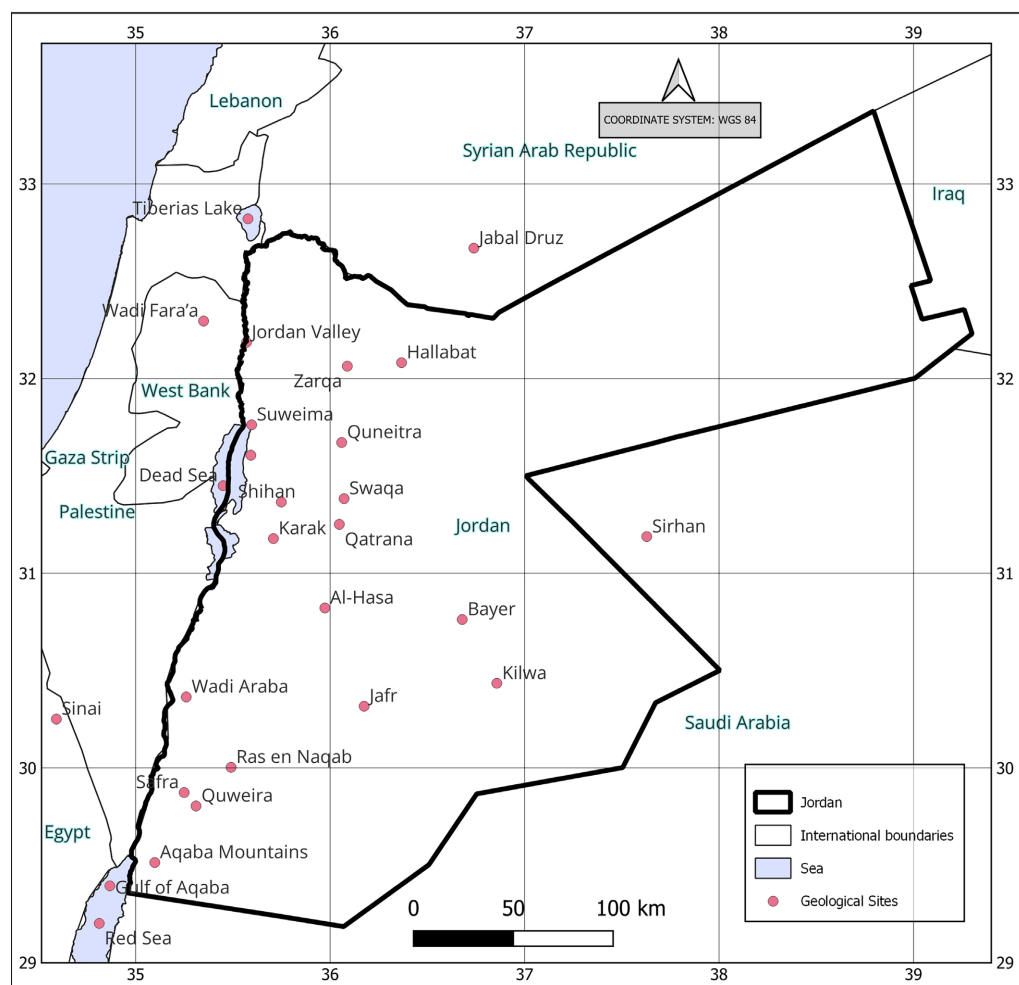 35 36 37 38 39
Lebanon
COORDINATE SYSTEM: WGS 84
Syrian Arab Republic
33 33
Iraq
Tiberias Lake
Jabal Druz
Wadi Fara’a
Jordan Valley
Hallabat
Zarqa
32 32
West Bank
Suweima
Quneitra
Gaza Strip
Dead Sea
Shihan
Swaqa
Palestine
Karak
Qatrana
Jordan
Sirhan
31 31
Al-Hasa
Bayer
Kilwa
Wadi Araba
Jafr
Sinai
Saudi Arabia
Ras en Naqab
30 30
Safra
Quweira
Egypt
Jordan
International boundaries
Sea
Geological Sites
Aqaba Mountains
Gulf of Aqaba
0 50 100 km
Red Sea
29 29
35 36 37 38 39